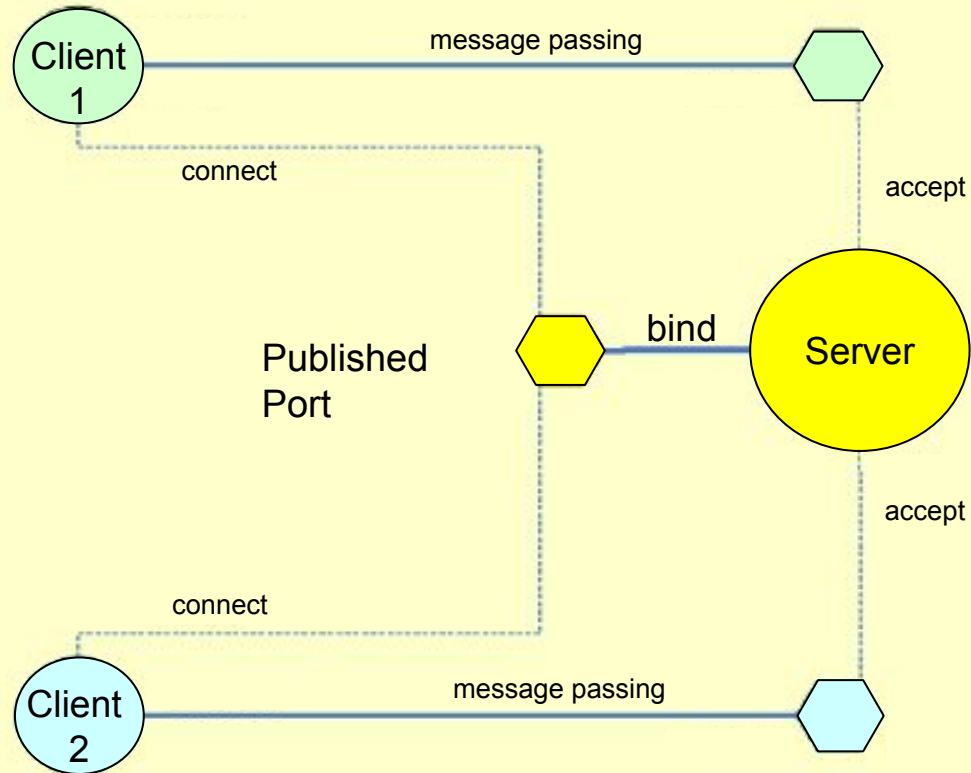 message passing
Client
1
connect
accept
bind
Server
Published
Port
accept
connect
message passing
Client
2